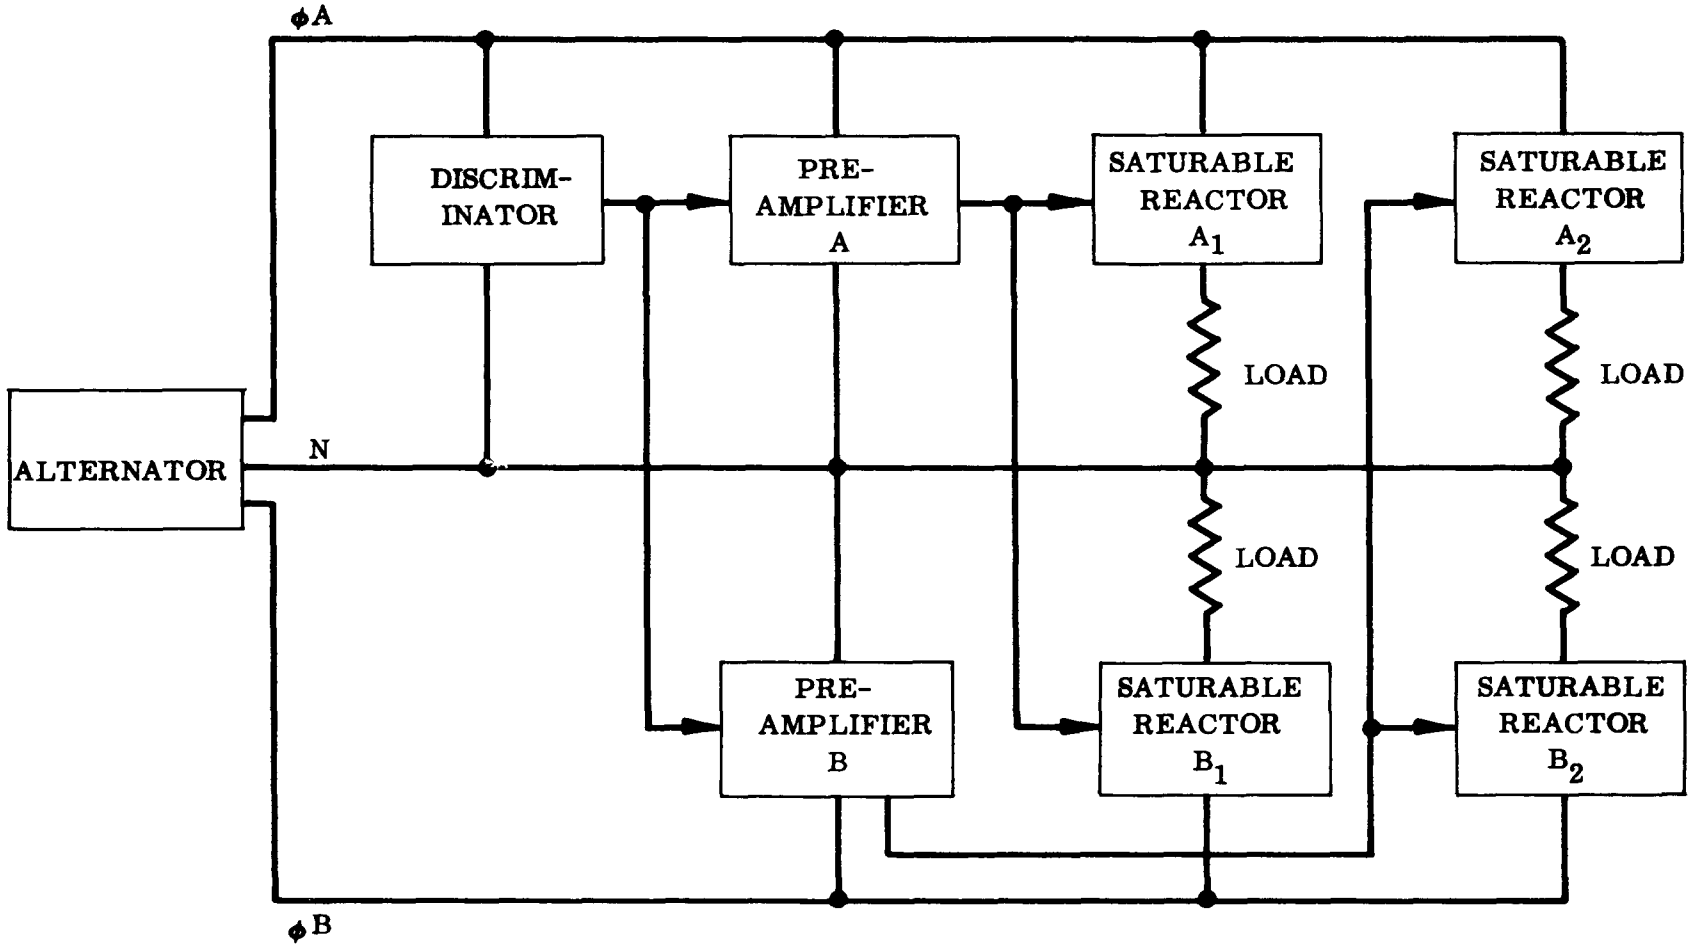 ϕA
DISCRIM-
INATOR
PRE-
AMPLIFIER
A
SATURABLE
REACTOR
A1
SATURABLE
REACTOR
A2
LOAD
LOAD
N
ALTERNATOR
LOAD
LOAD
PRE-
AMPLIFIER
B
SATURABLE
REACTOR
B1
SATURABLE
REACTOR
B2
ϕB